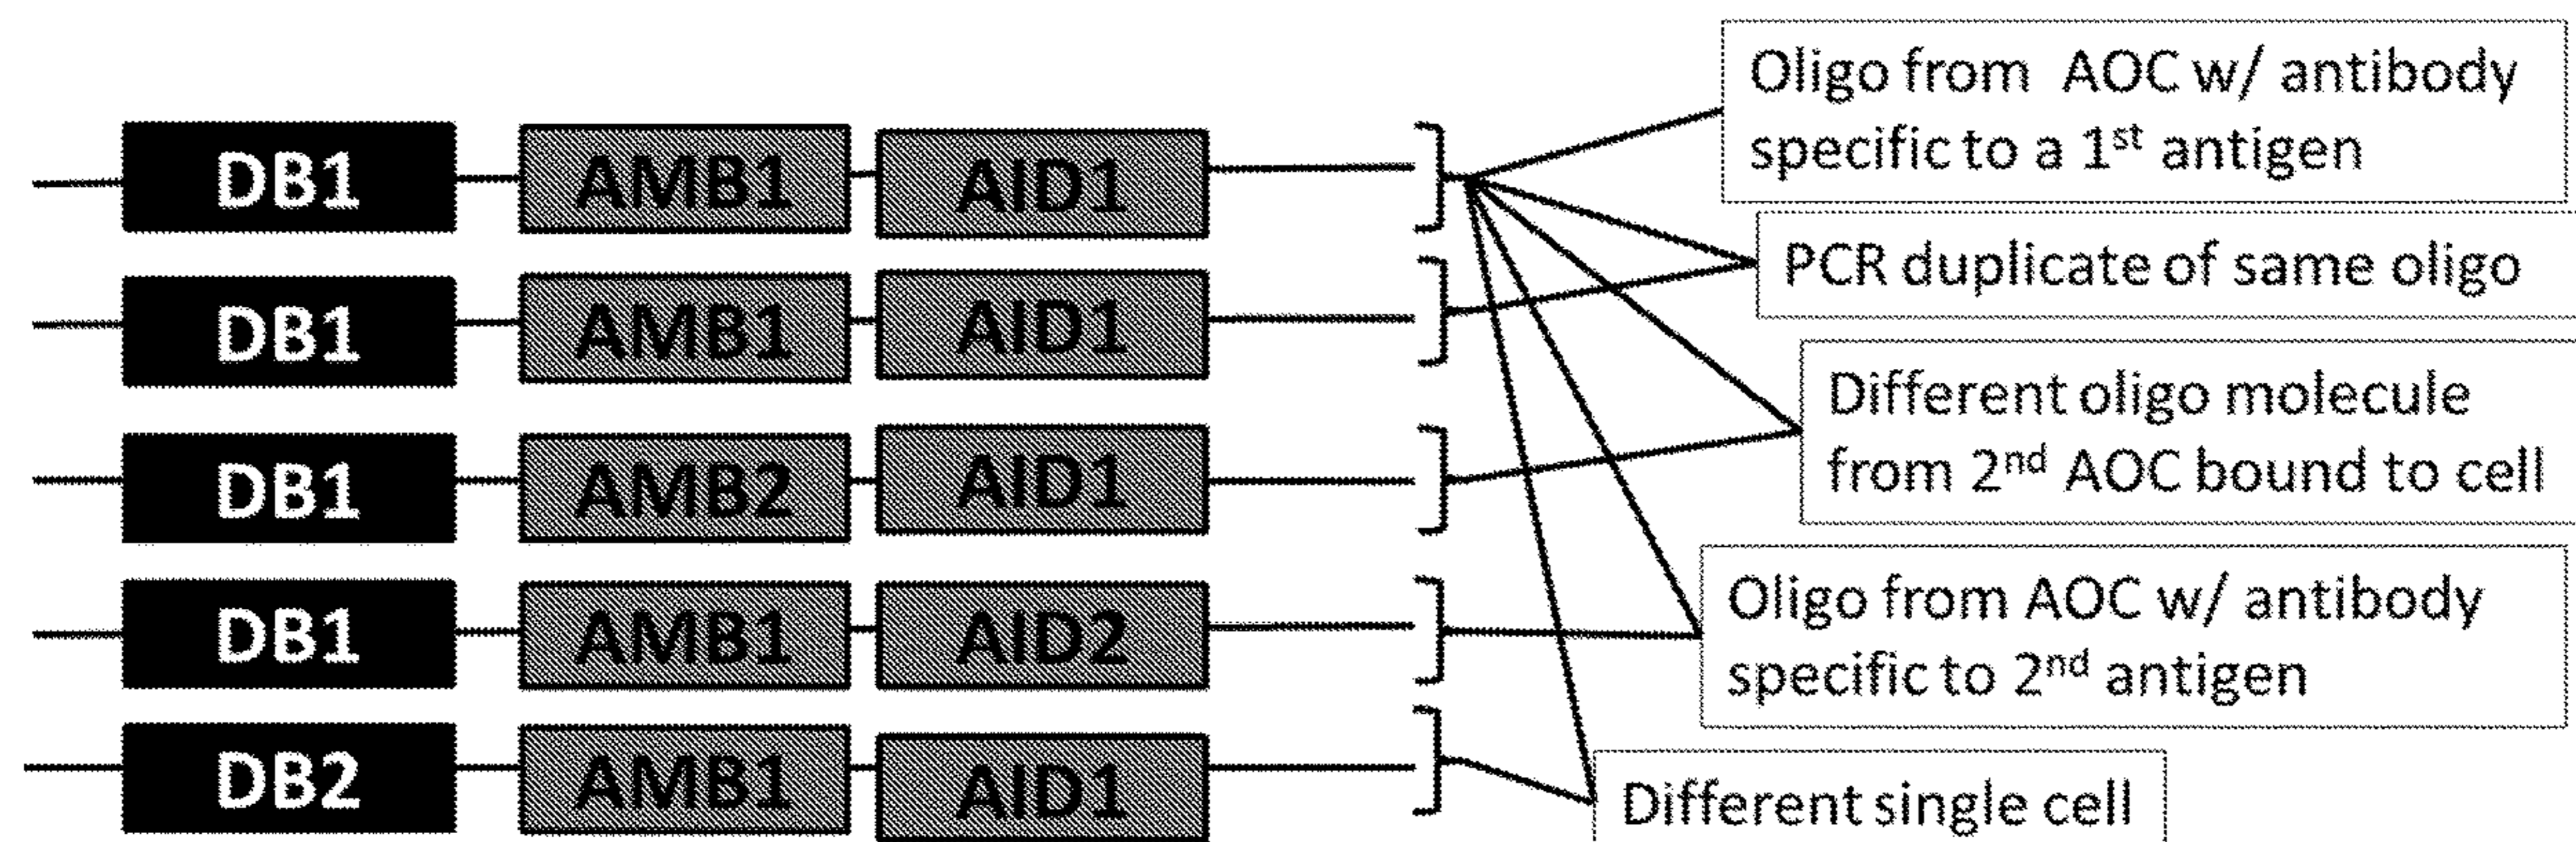 DB1 AMB1 AID1
DB1 AMB1 AID1
DB1 AMB2 AID1
DB1 AMB1 AID2
DB2 AMB1 AID1
Oligo from AOC w/ antibody
specific to a 1st antigen
PCR duplicate of same oligo
Different oligo molecule
from 2nd AOC bound to cell
Oligo from AOC w/ antibody
specific to 2nd antigen
Different single cell